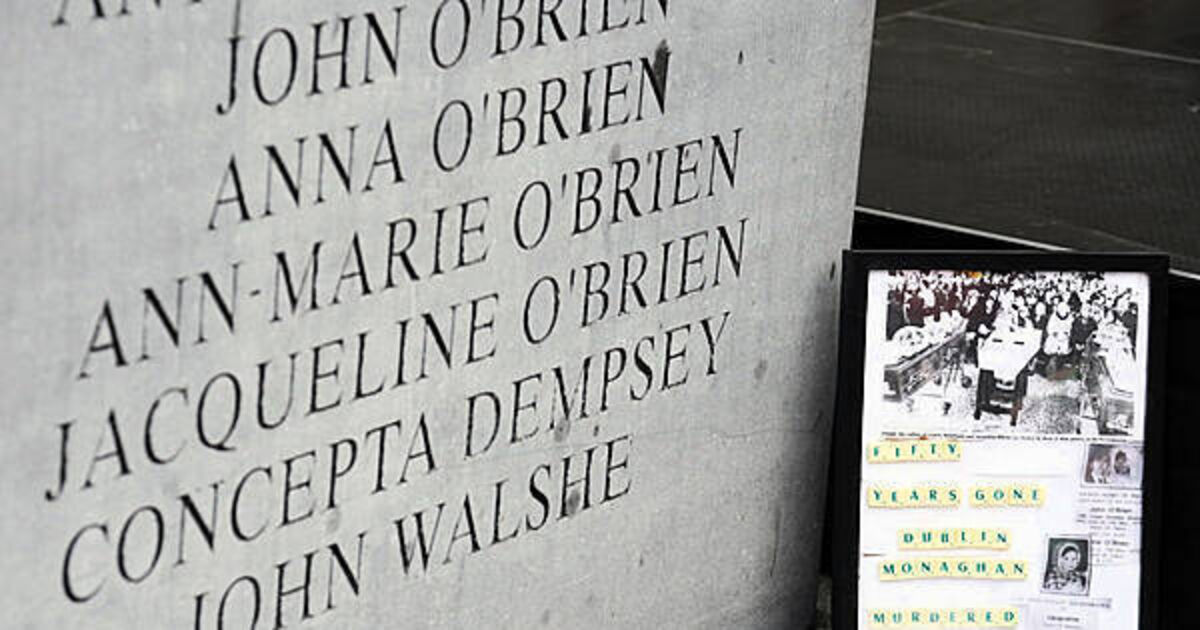 JOHN O'BRIEN
ANNA O'BRIEN
ANN-MARIE O'BRIEN
JACQUELINE O'BRIEN
CONCEPTA DEMPSEY
JOHN WALSHE
FIFTY
YEARS GONE
DUBLIN
MONAGHAN
MURDERED